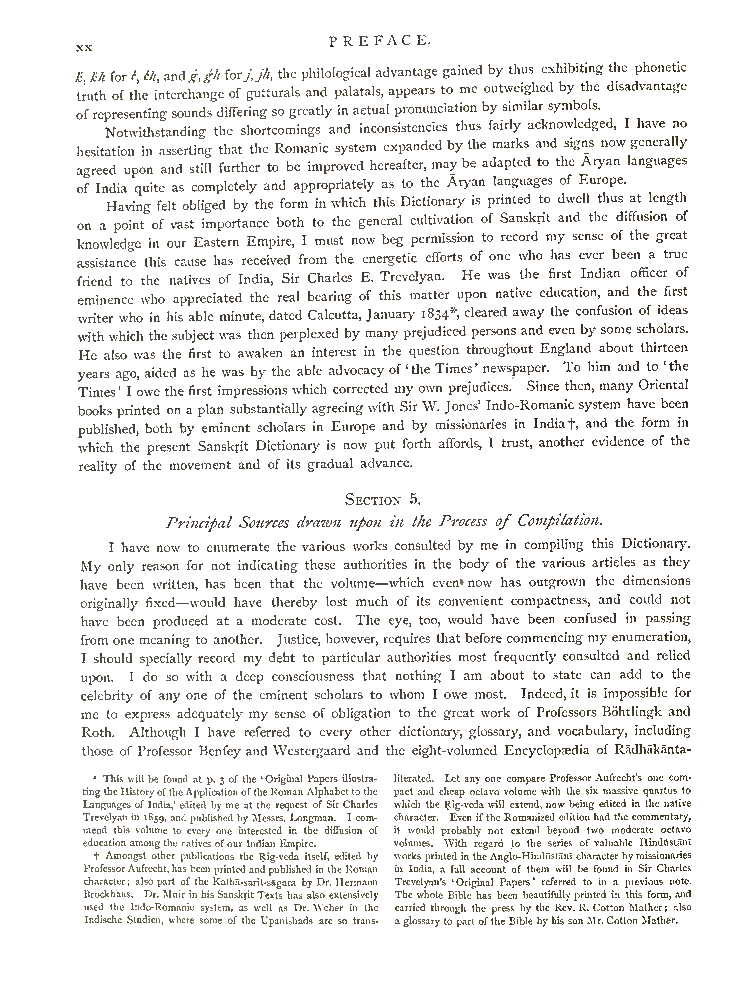 xx
PREFACE.
k̇, k̇h for ć, ćh, and ǵ, ǵh for j, jh, the philological advantage gained by thus exhibiting the phonetic
truth of the interchange of gutturals and palatals, appears to me outweighed by the disadvantage
of representing sounds differing so greatly in actual pronunciation by similar symbols.
Notwithstanding the shortcomings and inconsistencies thus fairly acknowledged, I have no
hesitation in asserting that the Romanic system expanded by the marks and signs now generally
agreed upon and still further to be improved hereafter, may be adapted to the Āryan languages
of India quite as completely and appropriately as to the Āryan languages of Europe.
Having felt obliged by the form in which this Dictionary is printed to dwell thus at length
on a point of vast importance both to the general cultivation of Sanskṛit and the diffusion of
knowledge in our Eastern Empire, I must now beg permission to record my sense of the great
assistance this cause has received from the energetic efforts of one who has ever been a true
friend to the natives of India, Sir Charles E. Trevelyan. He was the first Indian officer of
eminence who appreciated the real bearing of this matter upon native education, and the first
writer who in his able minute, dated Calcutta, January 1834*, cleared away the confusion of ideas
with which the subject was then perplexed by many prejudiced persons and even by some scholars.
He also was the first to awaken an interest in the question throughout England about thirteen
years ago, aided as he was by the able advocacy of ‘the Times’ newspaper. To him and to ‘the
Times’ I owe the first impressions which corrected my own prejudices. Since then, many Oriental
books printed on a plan substantially agreeing with Sir W. Jones’ Indo-Romanic system have been
published, both by eminent scholars in Europe and by missionaries in India†, and the form in
which the present Sanskṛit Dictionary is now put forth affords, I trust, another evidence of the
reality of the movement and of its gradual advance.
SECTION 5.
Principal Sources drawn upon in the Process of Compilation.
I have now to enumerate the various works consulted by me in compiling this Dictionary.
My only reason for not indicating these authorities in the body of the various articles as they
have been written, has been that the volume—which even now has outgrown the dimensions
originally fixed—would have thereby lost much of its convenient compactness, and could not
have been produced at a moderate cost. The eye, too, would have been confused in passing
from one meaning to another. Justice, however, requires that before commencing my enumeration,
I should specially record my debt to particular authorities most frequently consulted and relied
upon. I do so with a deep consciousness that nothing I am about to state can add to the
celebrity of any one of the eminent scholars to whom I owe most. Indeed, it is impossible for
me to express adequately my sense of obligation to the great work of Professors Böhtlingk and
Roth. Although I have referred to every other dictionary, glossary, and vocabulary, including
those of Professor Benfey and Westergaard and the eight-volumed Encyclopædia of Rādhākānta-
* This will be found at p. 3 of the ‘Original Papers illustra-
ting the History of the Application of the Roman Alphabet to the
Languages of India,’ edited by me at the request of Sir Charles
Trevelyan in 1859, and published by Messrs. Longman. I com-
mend this volume to every one interested in the diffusion of
education among the natives of our Indian Empire.
† Amongst other publications the Ṛig-veda itself, edited by
Professor Aufrecht, has been printed and published in the Roman
character; also part of the Kathā-sarit-sāgara by Dr. Hermann
Brockhaus. Dr. Muir in his Sanskṛit Texts has also extensively
used the Indo-Romanic system, as well as Dr. Weber in the
Indische Studien, where some of the Upanishads are so trans-
literated. Let any one compare Professor Aufrecht’s one com-
pact and cheap octavo volume with the six massive quartos to
which the Ṛig-veda will extend, now being edited in the native
character. Even if the Romanized edition had the commentary,
it would probably not extend beyond two moderate octavo
volumes. With regard to the series of valuable Hindūstānī
works printed in the Anglo-Hindūstānī character by missionaries
in India, a full account of them will be found in Sir Charles
Trevelyan’s ‘Original Papers’ referred to in a previous note.
The whole Bible has been beautifully printed in this form, and
carried through the press by the Rev. R. Cotton Mather; also
a glossary to part of the Bible by his son Mr. Cotton Mather.